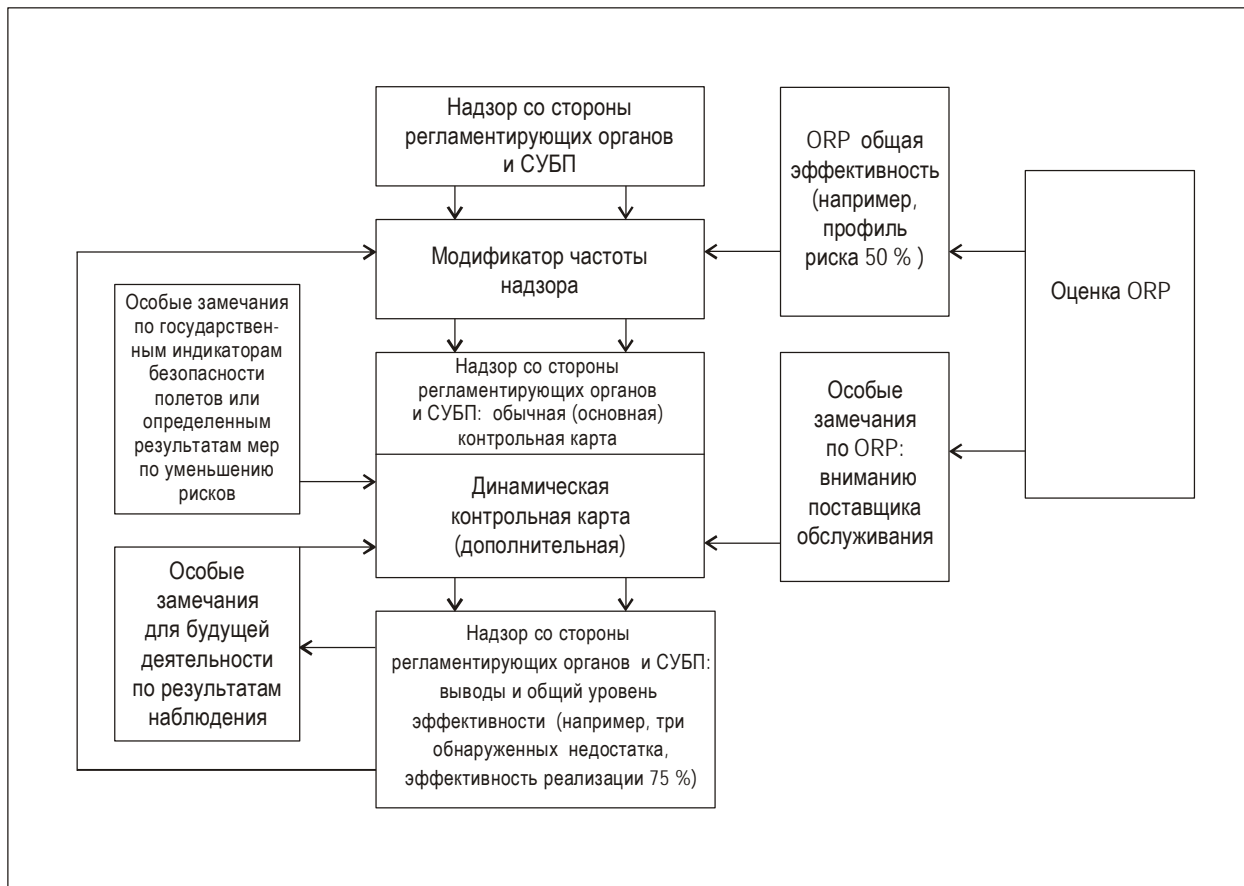 Надзор со стороны
регламентирующих органов
и СУБП
ORP общая
эффективность
(например,
профиль
риска 50 % )
Оценка ORP
Модификатор частоты
надзора
Особые замечания
по государствен-
ным индикаторам
безопасности
полетов или
определенным
результатам мер
по уменьшению
рисков
Надзор со стороны
регламентирующих органов
и СУБП: обычная (основная)
контрольная карта
Динамическая
контрольная карта
(дополнительная)
Особые
замечания
по ORP:
вниманию
поставщика
обслуживания
Особые
замечания
для будущей
деятельности
по результатам
наблюдения
Надзор со стороны
регламентирующих органов и СУБП:
выводы и общий уровень
эффективности (например, три
обнаруженных недостатка,
эффективность реализации 75 %)